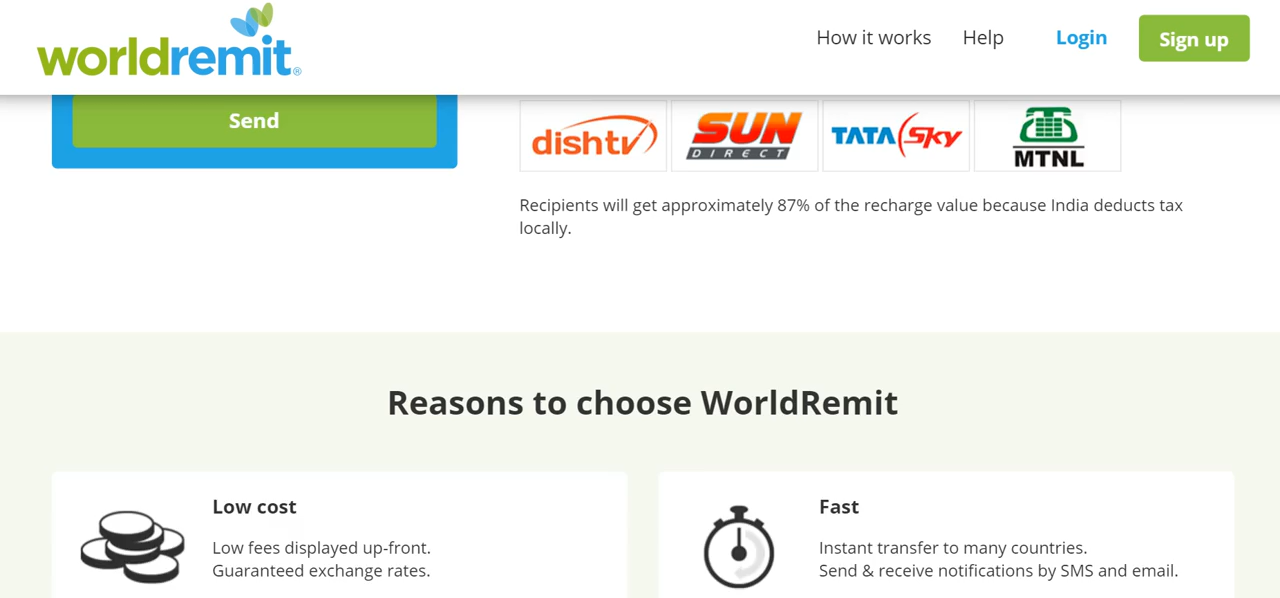 worldremit®
How it works Help Login Sign up
Send
dishtv SUN DIRECT TATA Sky MTNL
Recipients will get approximately 87% of the recharge value because India deducts tax
locally.
Reasons to choose WorldRemit
Low cost
Low fees displayed up-front.
Guaranteed exchange rates.
Fast
Instant transfer to many countries.
Send & receive notifications by SMS and email.